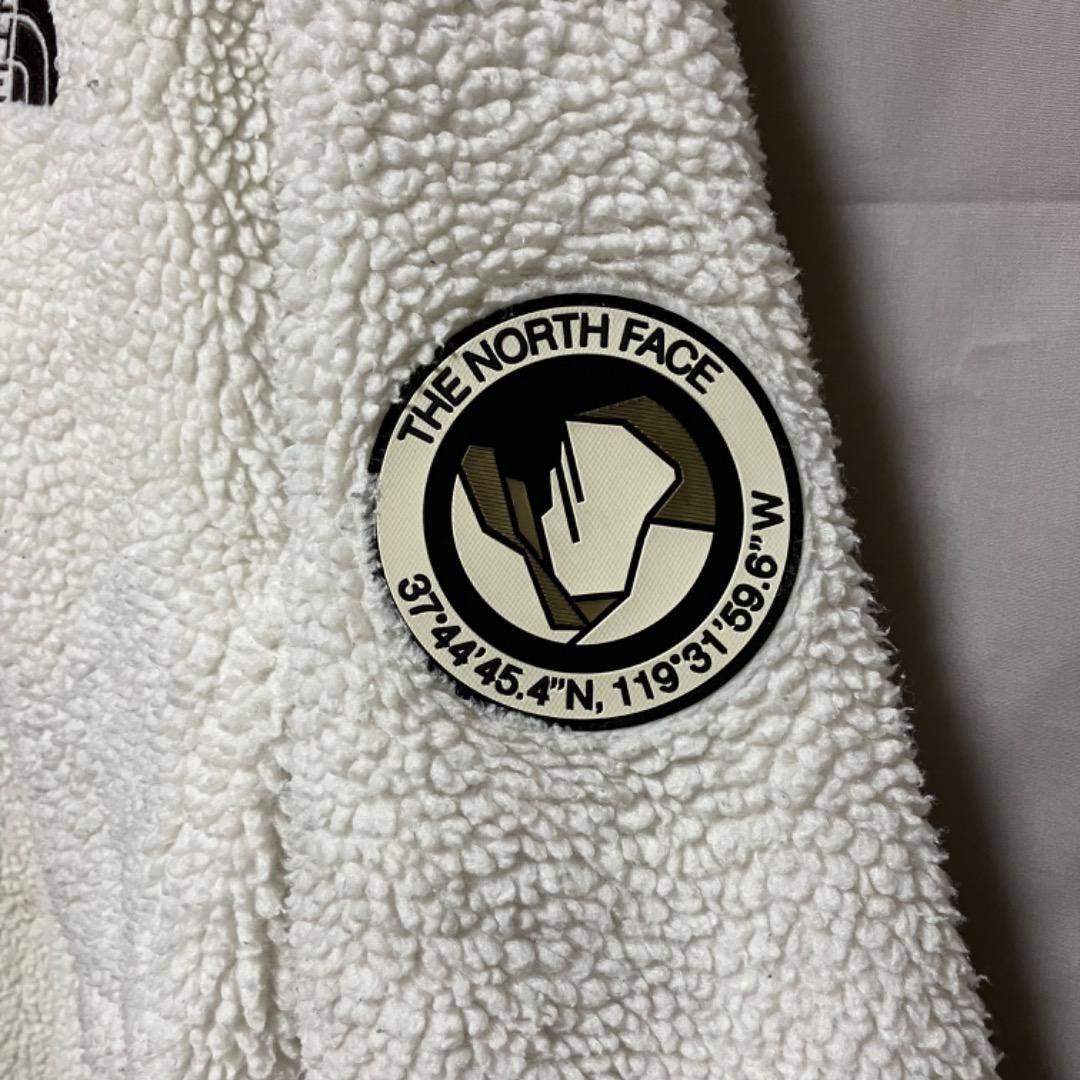 THE NORTH FACE
37°44'45.4"N, 119°31'59.6"W